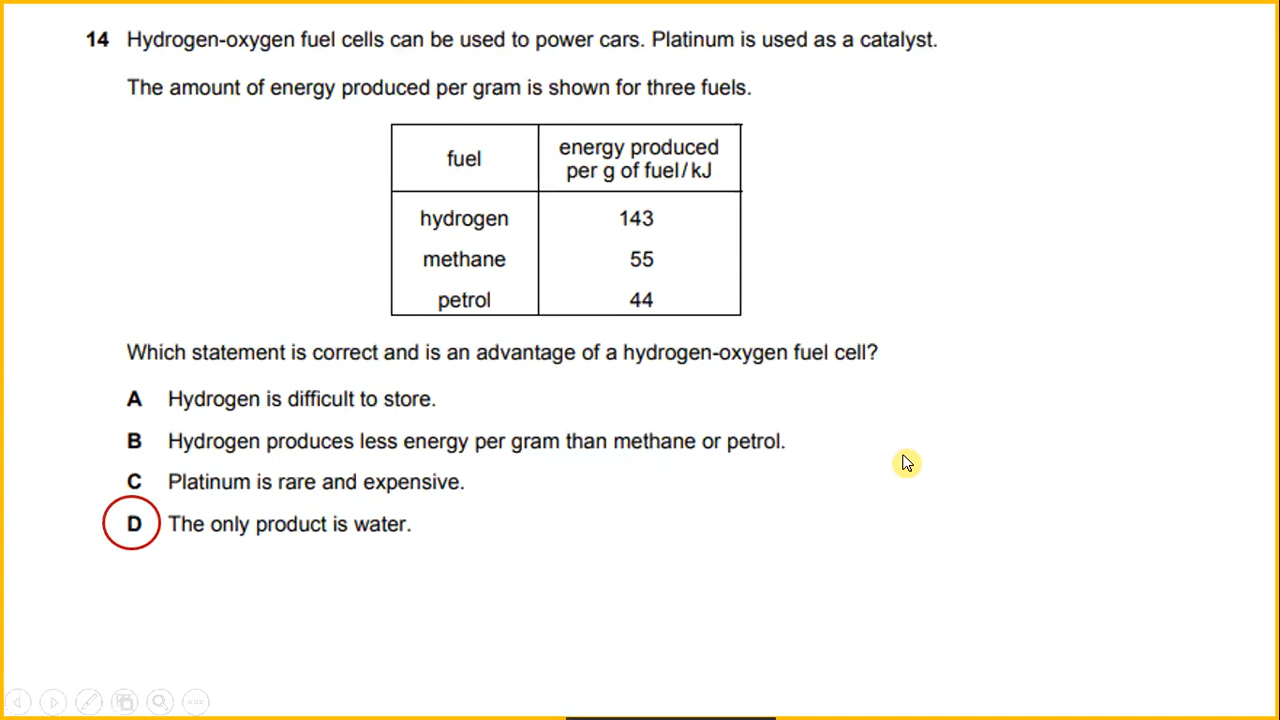 14 Hydrogen-oxygen fuel cells can be used to power cars. Platinum is used as a catalyst.
The amount of energy produced per gram is shown for three fuels.
fuel energy produced per g of fuel/kJ
hydrogen 143
methane 55
petrol 44
Which statement is correct and is an advantage of a hydrogen-oxygen fuel cell?
A Hydrogen is difficult to store.
B Hydrogen produces less energy per gram than methane or petrol.
C Platinum is rare and expensive.
D The only product is water.